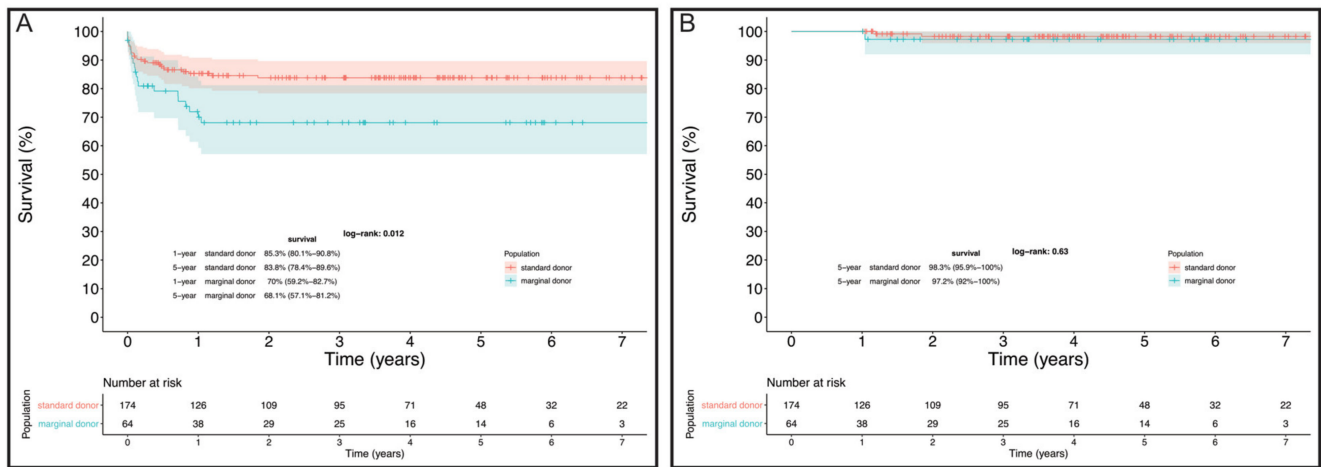 A
Survival (%)
100
90
80
70
60
50
40
30
20
10
0
log−rank: 0.012
survival
1−year standard donor 85.3% (80.1%−90.8%)
5−year standard donor 83.8% (78.4%−89.6%)
1−year marginal donor 70% (59.2%−82.7%)
5−year marginal donor 68.1% (57.1%−81.2%)
Population
standard donor
marginal donor
0 1 2 3 4 5 6 7
Time (years)
Number at risk
Population
standard donor 174 126 109 95 71 48 32 22
marginal donor 64 38 29 25 16 14 6 3
0 1 2 3 4 5 6 7
Time (years)
B
Survival (%)
100
90
80
70
60
50
40
30
20
10
0
log−rank: 0.63
survival
5−year standard donor 98.3% (95.9%−100%)
5−year marginal donor 97.2% (92%−100%)
Population
standard donor
marginal donor
0 1 2 3 4 5 6 7
Time (years)
Number at risk
Population
standard donor 174 126 109 95 71 48 32 22
marginal donor 64 38 29 25 16 14 6 3
0 1 2 3 4 5 6 7
Time (years)